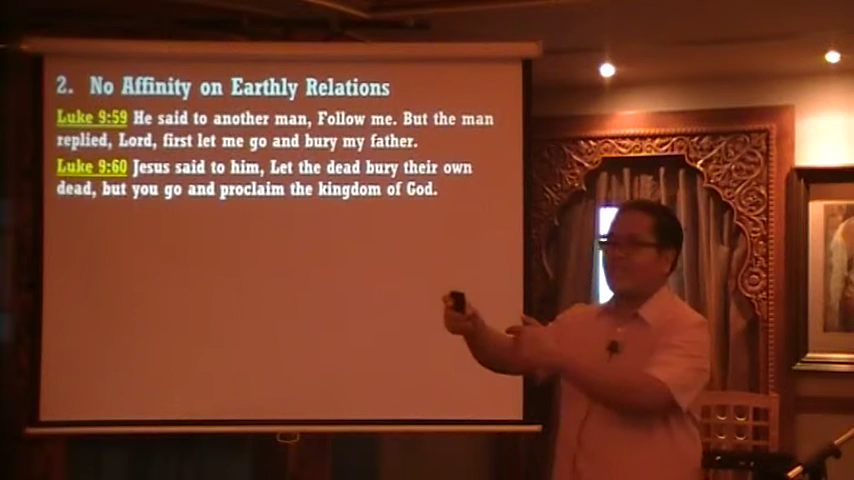 2. No Affinity on Earthly Relations
Luke 9:59 He said to another man, Follow me. But the man
replied, Lord, first let me go and bury my father.
Luke 9:60 Jesus said to him, Let the dead bury their own
dead, but you go and proclaim the kingdom of God.